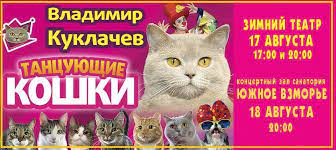 Владимир
Куклачев
ТАНЦУЮЩИЕ
КОШКИ
ЗИМНИЙ ТЕАТР
17 АВГУСТА
17:00 и 20:00
КОНЦЕРТНЫЙ ЗАЛ САНАТОРИЯ
ЮЖНОЕ
ВЗМОРЬЕ
18 АВГУСТА
20:00